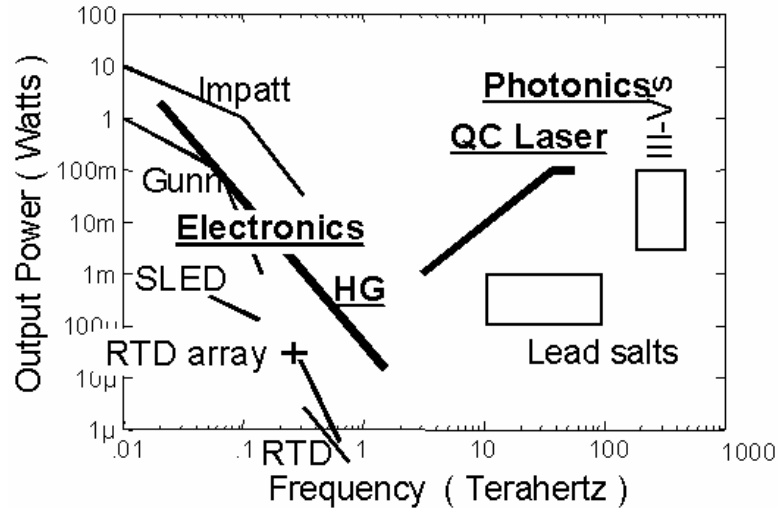 100
10
1
100m
10m
1m
100µ
10µ
1µ
Output Power ( Watts )
Impatt
Gunn
Electronics
SLED
HG
RTD array
RTD
Photonics
QC Laser
III-Vs
Lead salts
.01 .1 1 10 100 1000
Frequency ( Terahertz )